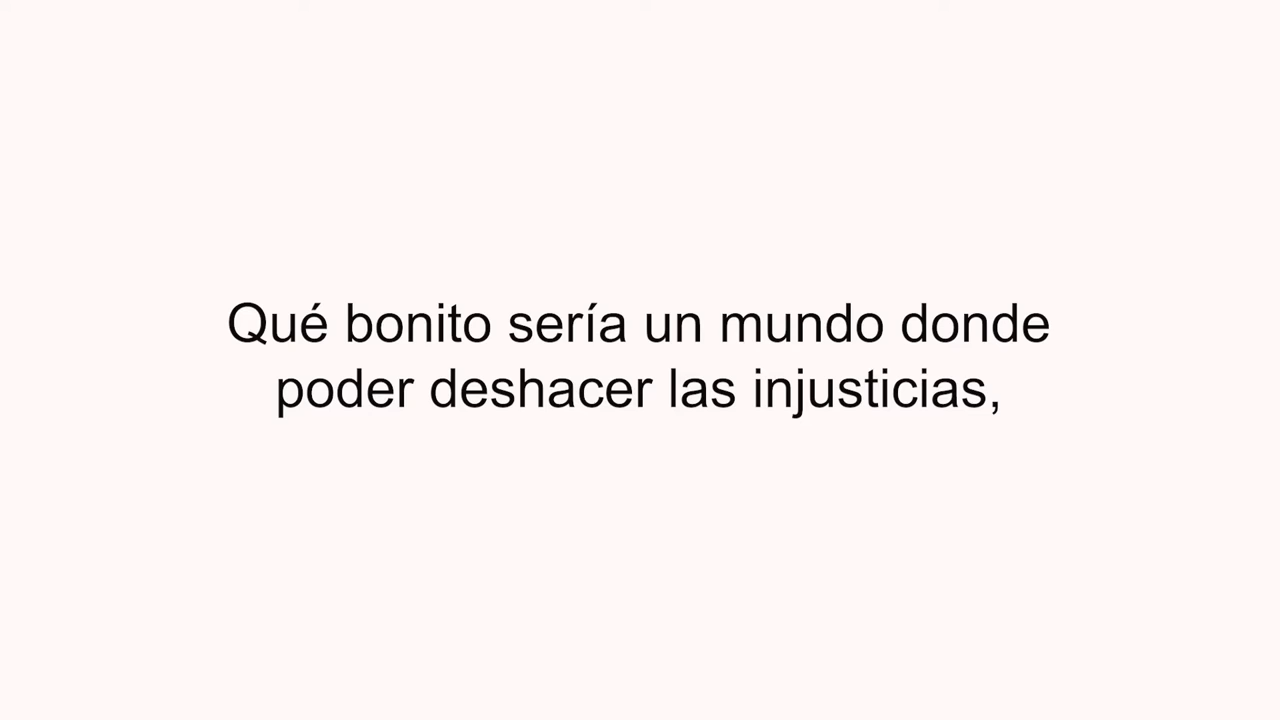 Qué bonito sería un mundo donde
poder deshacer las injusticias,